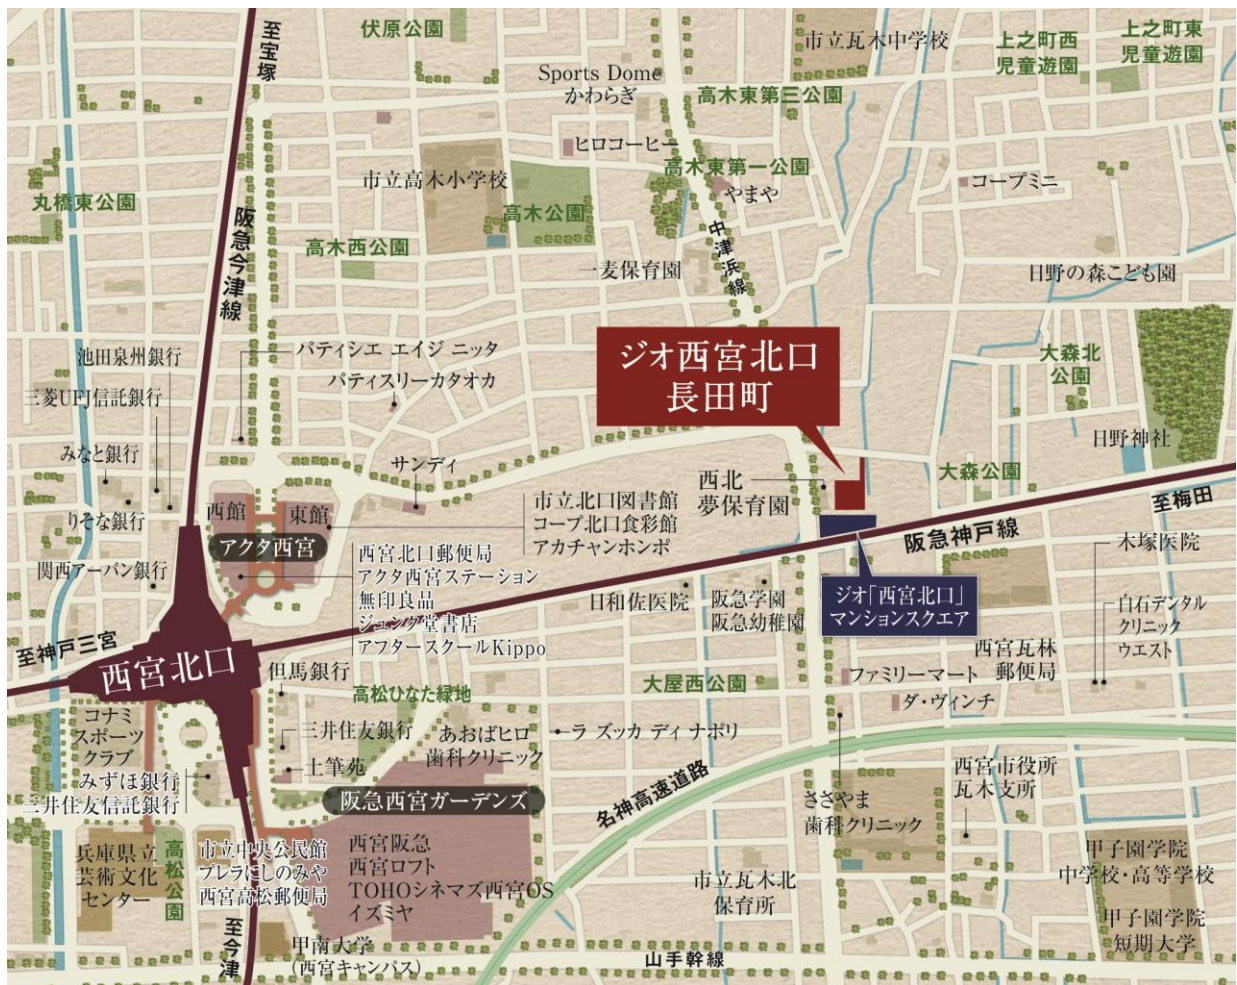 至宝塚
伏原公園
市立瓦木中学校
上之町西
児童遊園
上之町東
児童遊園
Sports Dome
かわらぎ
高木東第三公園
ヒロコーヒー
高木東第一公園
やまや
コープミニ
市立高木小学校
丸橋東公園
高木公園
阪急今津線
高木西公園
中津浜線
一麦保育園
日野の森こども園
池田泉州銀行
パティシエ エイジ ニッタ
ジオ西宮北口
長田町
大森北
公園
三菱UFJ信託銀行
パティスリーカタオカ
みなと銀行
サンディ
日野神社
西北
夢保育園
大森公園
りそな銀行
西館
東館
市立北口図書館
コープ北口食彩館
アカチャンホンポ
至梅田
阪急神戸線
アクタ西宮
木塚医院
関西アーバン銀行
西宮北口郵便局
アクタ西宮ステーション
無印良品
ジュンク堂書店
アフタースクールKippo
日和佐医院
阪急学園
阪急幼稚園
ジオ「西宮北口」
マンションスクエア
白石デンタル
クリニック
ウエスト
至神戸三宮
西宮北口
但馬銀行
高松ひなた緑地
大屋西公園
ファミリーマート
西宮瓦林
郵便局
ダ・ヴィンチ
コナミ
スポーツ
クラブ
三井住友銀行
あおばヒロ
歯科クリニック
ラ ズッカ ディ ナポリ
土筆苑
みずほ銀行
三井住友信託銀行
阪急西宮ガーデンズ
名神高速道路
西宮市役所
瓦木支所
ささやま
歯科クリニック
兵庫県立
芸術文化
センター
高松公園
市立中央公民館
プレラにしのみや
西宮高松郵便局
西宮阪急
西宮ロフト
TOHOシネマズ西宮OS
イズミヤ
市立瓦木北
保育所
甲子園学院
中学校・高等学校
甲子園学院
短期大学
至今津
甲南大学
(西宮キャンパス)
山手幹線